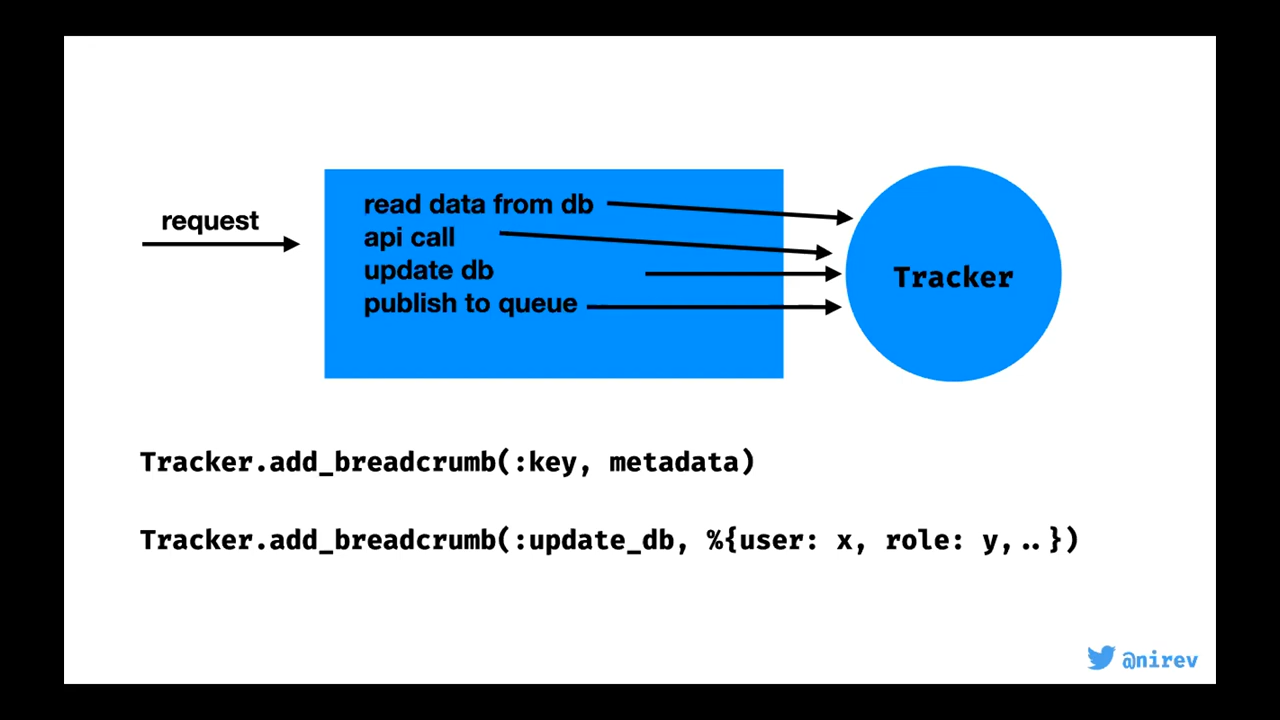 request
read data from db
api call
update db
publish to queue
Tracker
Tracker.add_breadcrumb(:key, metadata)
Tracker.add_breadcrumb(:update_db, %{user: x, role: y,..})
@nirev